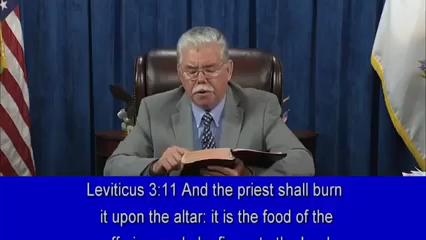 Leviticus 3:11 And the priest shall burn
it upon the altar: it is the food of the